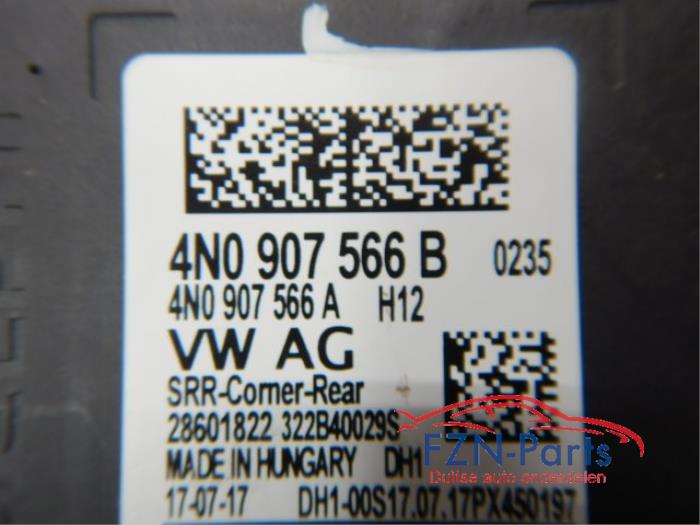 4N0 907 566 B 0235
4N0 907 566 A H12
VW AG
SRR-Corner-Rear
28601822 322B40029S
MADE IN HUNGARY DH1
17-07-17 DH1-00S17.07.17PX450197
FZN-Parts
Duitse auto onderdelen